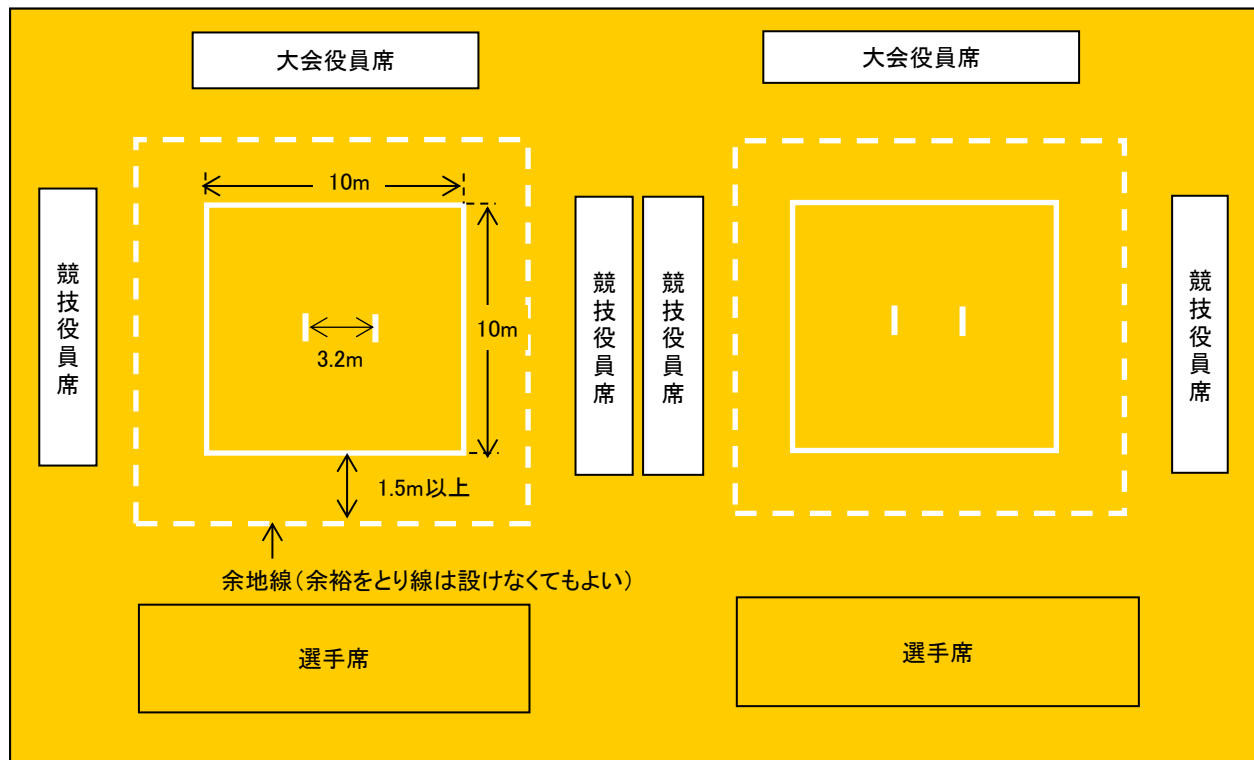 大会役員席
大会役員席
10m
競技役員席
10m
3.2m
競技役員席
競技役員席
競技役員席
1.5m以上
余地線（余裕をとり線は設けなくてもよい）
選手席
選手席